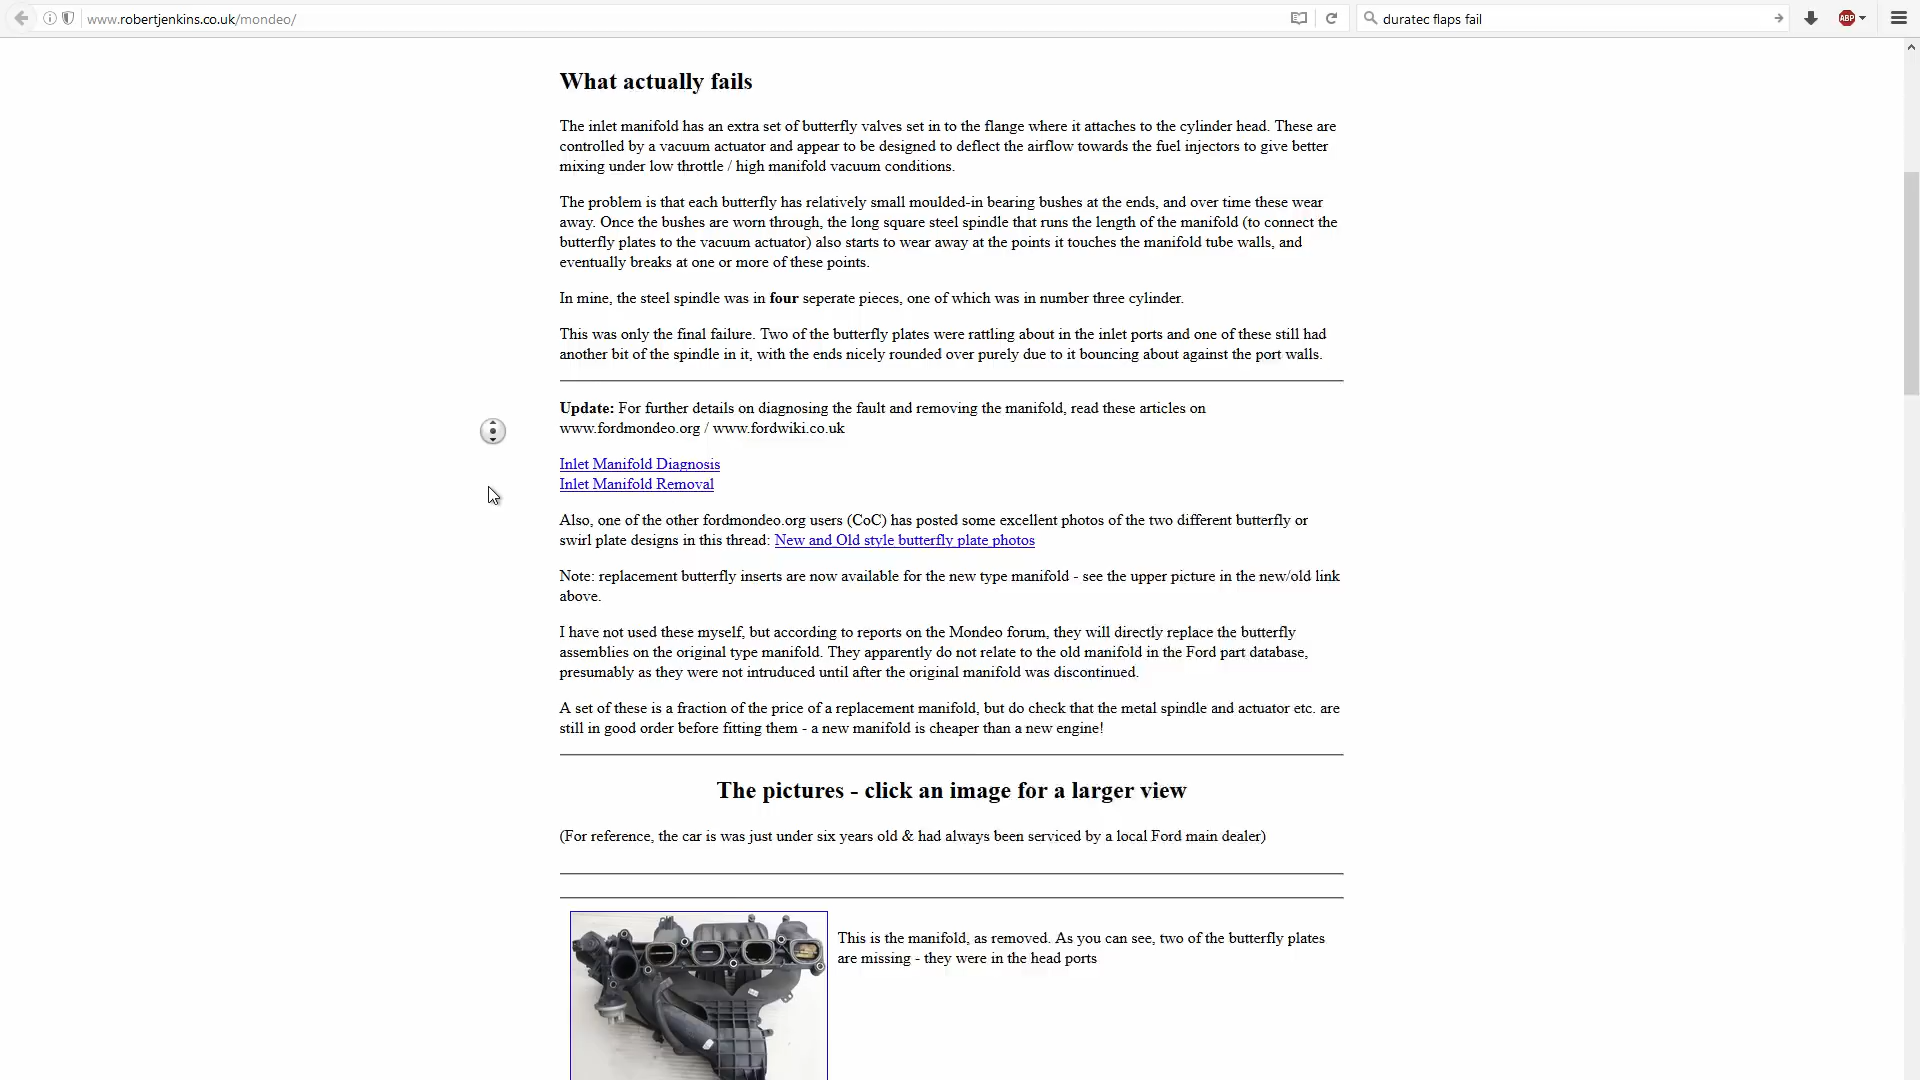 www.robertjenkins.co.uk/mondeo/
duratec flaps fail
ABP
What actually fails
The inlet manifold has an extra set of butterfly valves set in to the flange where it attaches to the cylinder head. These are
controlled by a vacuum actuator and appear to be designed to deflect the airflow towards the fuel injectors to give better
mixing under low throttle / high manifold vacuum conditions.
The problem is that each butterfly has relatively small moulded-in bearing bushes at the ends, and over time these wear
away. Once the bushes are worn through, the long square steel spindle that runs the length of the manifold (to connect the
butterfly plates to the vacuum actuator) also starts to wear away at the points it touches the manifold tube walls, and
eventually breaks at one or more of these points.
In mine, the steel spindle was in four seperate pieces, one of which was in number three cylinder.
This was only the final failure. Two of the butterfly plates were rattling about in the inlet ports and one of these still had
another bit of the spindle in it, with the ends nicely rounded over purely due to it bouncing about against the port walls.
Update: For further details on diagnosing the fault and removing the manifold, read these articles on
www.fordmondeo.org / www.fordwiki.co.uk
Inlet Manifold Diagnosis
Inlet Manifold Removal
Also, one of the other fordmondeo.org users (CoC) has posted some excellent photos of the two different butterfly or
swirl plate designs in this thread: New and Old style butterfly plate photos
Note: replacement butterfly inserts are now available for the new type manifold - see the upper picture in the new/old link
above.
I have not used these myself, but according to reports on the Mondeo forum, they will directly replace the butterfly
assemblies on the original type manifold. They apparently do not relate to the old manifold in the Ford part database,
presumably as they were not intruduced until after the original manifold was discontinued.
A set of these is a fraction of the price of a replacement manifold, but do check that the metal spindle and actuator etc. are
still in good order before fitting them - a new manifold is cheaper than a new engine!
The pictures - click an image for a larger view
(For reference, the car is was just under six years old & had always been serviced by a local Ford main dealer)
This is the manifold, as removed. As you can see, two of the butterfly plates
are missing - they were in the head ports